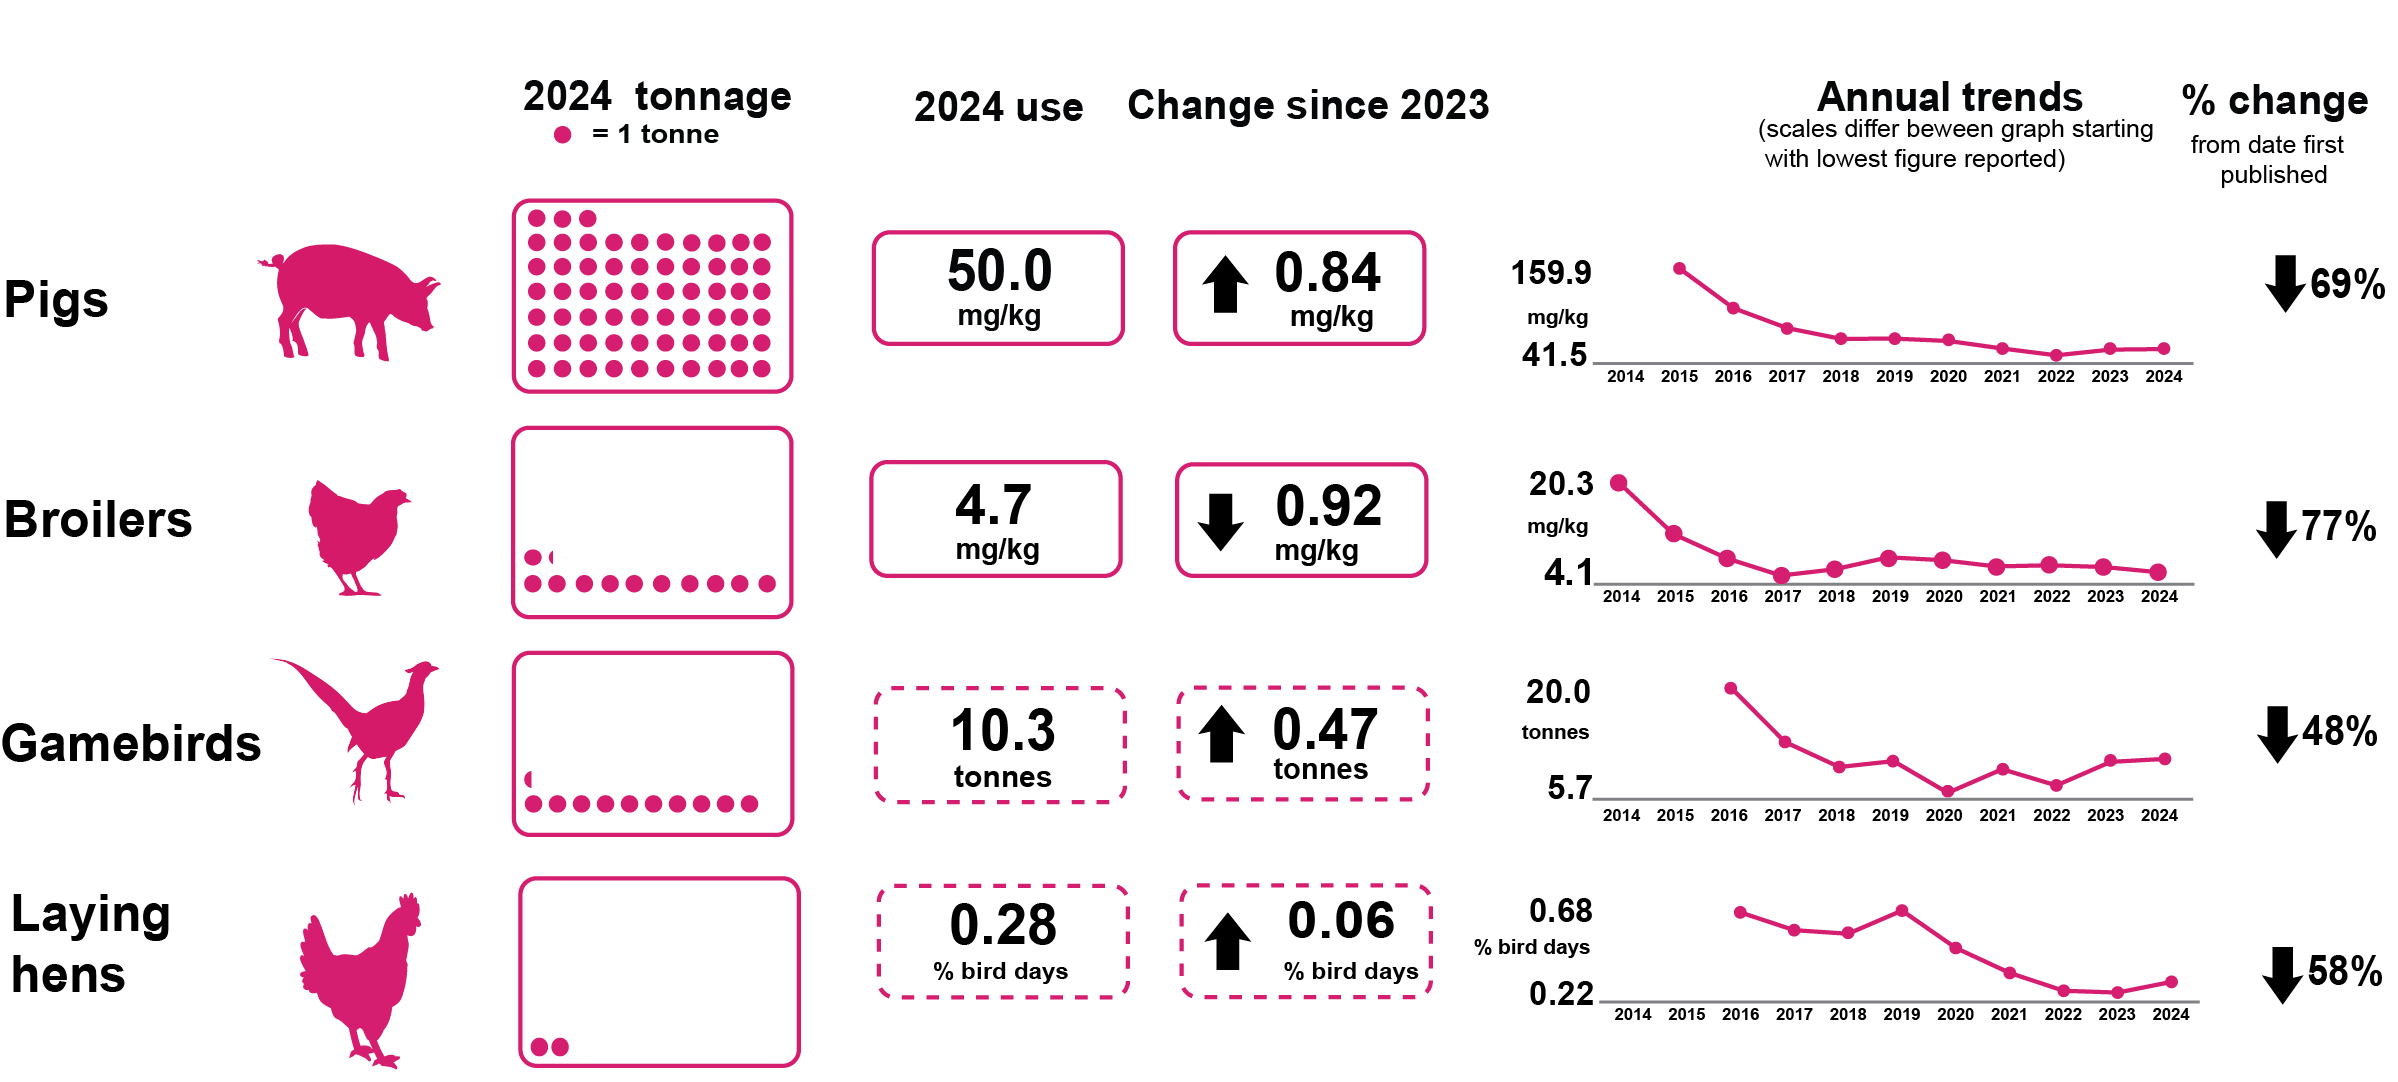 2024 tonnage
= 1 tonne
2024 use
Change since 2023
Annual trends
(scales differ beween graph starting
with lowest figure reported)
% change
from date first
published
Pigs
50.0
mg/kg
0.84
mg/kg
159.9
mg/kg
41.5
2014 2015 2016 2017 2018 2019 2020 2021 2022 2023 2024
69%
Broilers
4.7
mg/kg
0.92
mg/kg
20.3
mg/kg
4.1
2014 2015 2016 2017 2018 2019 2020 2021 2022 2023 2024
77%
Gamebirds
10.3
tonnes
0.47
tonnes
20.0
tonnes
5.7
2014 2015 2016 2017 2018 2019 2020 2021 2022 2023 2024
48%
Laying
hens
0.28
% bird days
0.06
% bird days
0.68
% bird days
0.22
2014 2015 2016 2017 2018 2019 2020 2021 2022 2023 2024
58%